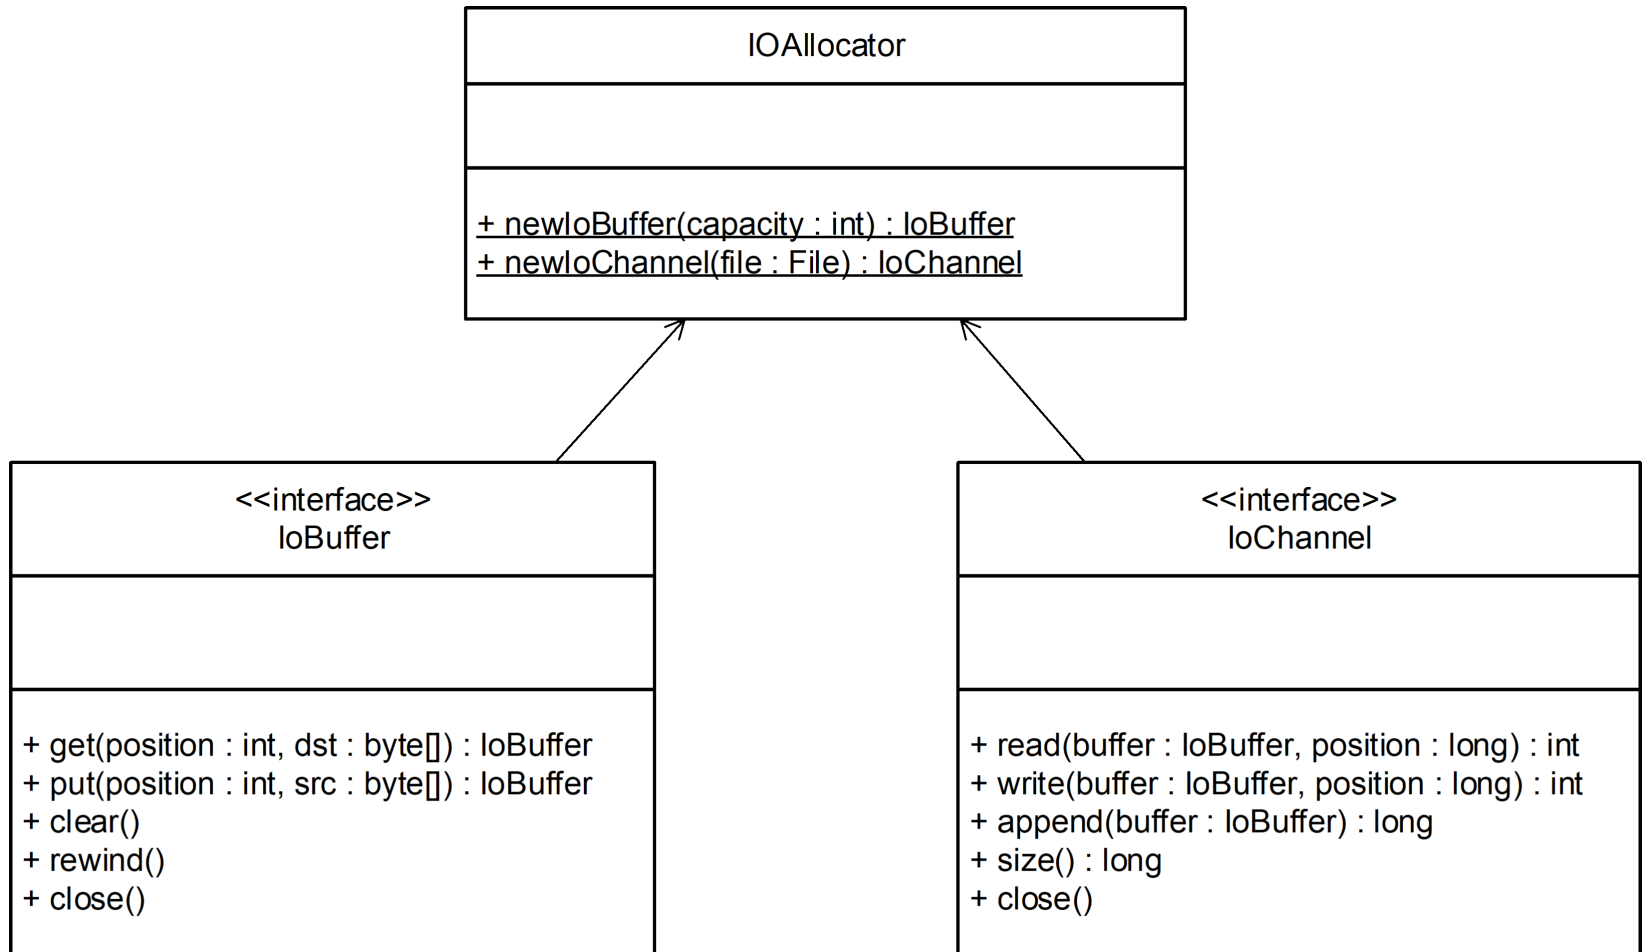 IOAllocator
+ newIoBuffer(capacity : int) : IoBuffer
+ newIoChannel(file : File) : IoChannel
<<interface>>
IoBuffer
+ get(position : int, dst : byte[]) : IoBuffer
+ put(position : int, src : byte[]) : IoBuffer
+ clear()
+ rewind()
+ close()
<<interface>>
IoChannel
+ read(buffer : IoBuffer, position : long) : int
+ write(buffer : IoBuffer, position : long) : int
+ append(buffer : IoBuffer) : long
+ size() : long
+ close()